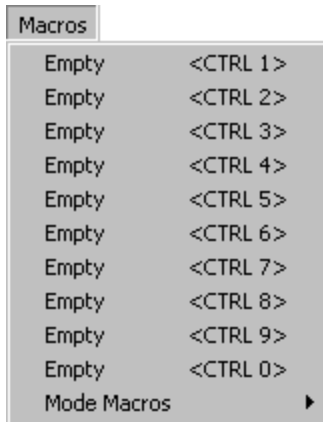 Macros
Empty <CTRL 1>
Empty <CTRL 2>
Empty <CTRL 3>
Empty <CTRL 4>
Empty <CTRL 5>
Empty <CTRL 6>
Empty <CTRL 7>
Empty <CTRL 8>
Empty <CTRL 9>
Empty <CTRL 0>
Mode Macros